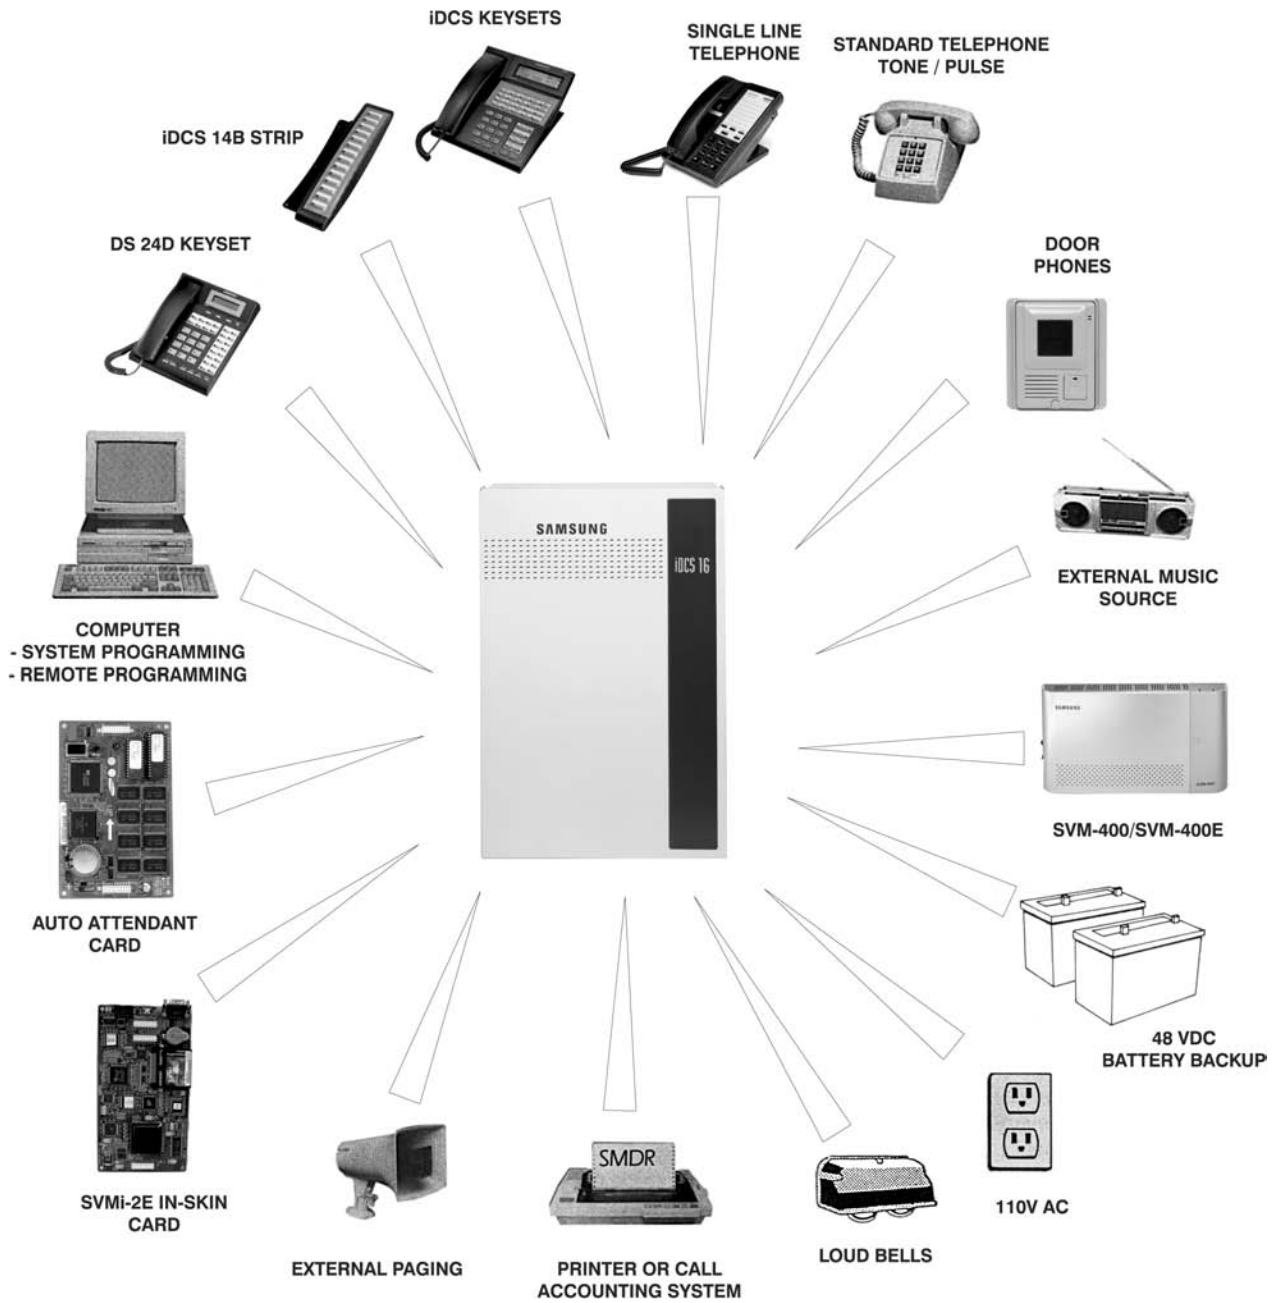 iDCS KEYSETS
SINGLE LINE
TELEPHONE
STANDARD TELEPHONE
TONE / PULSE
iDCS 14B STRIP
DS 24D KEYSET
DOOR
PHONES
SAMSUNG
iDCS 16
EXTERNAL MUSIC
SOURCE
COMPUTER
- SYSTEM PROGRAMMING
- REMOTE PROGRAMMING
SAMSUNG
SVM-400/SVM-400E
AUTO ATTENDANT
CARD
48 VDC
BATTERY BACKUP
SVMi-2E IN-SKIN
CARD
SMDR
110V AC
EXTERNAL PAGING
PRINTER OR CALL
ACCOUNTING SYSTEM
LOUD BELLS